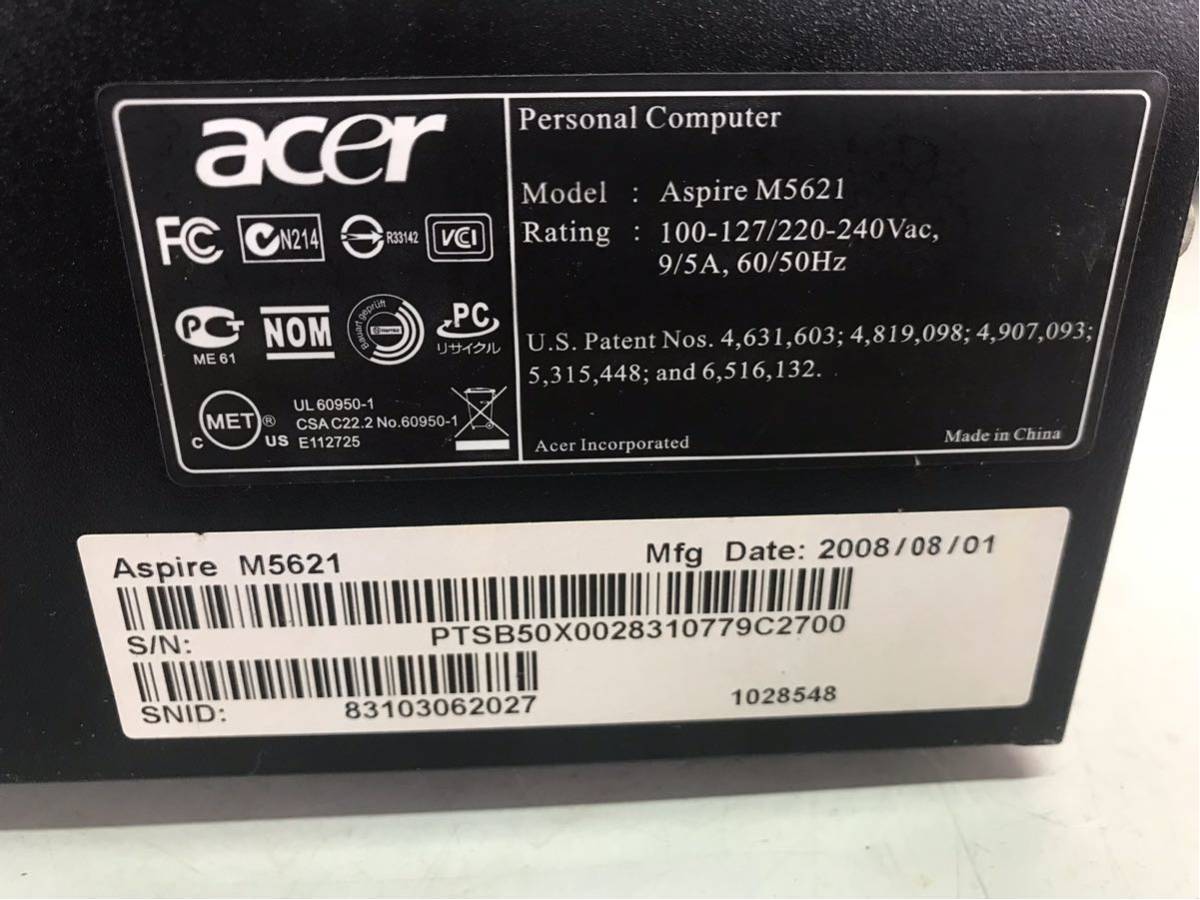 acer
FC N214 R33142 VCI
PCT
ME 61
NOM
Bauart geprüft
PC
リサイクル
C MET ® US
UL 60950-1
CSA C22.2 No.60950-1
E112725
Personal Computer
Model : Aspire M5621
Rating : 100-127/220-240Vac,
9/5A, 60/50Hz
U.S. Patent Nos. 4,631,603; 4,819,098; 4,907,093;
5,315,448; and 6,516,132.
Acer Incorporated
Made in China
Aspire M5621
Mfg Date: 2008/08/01
S/N: PTSB50X0028310779C2700
SNID: 83103062027
1028548